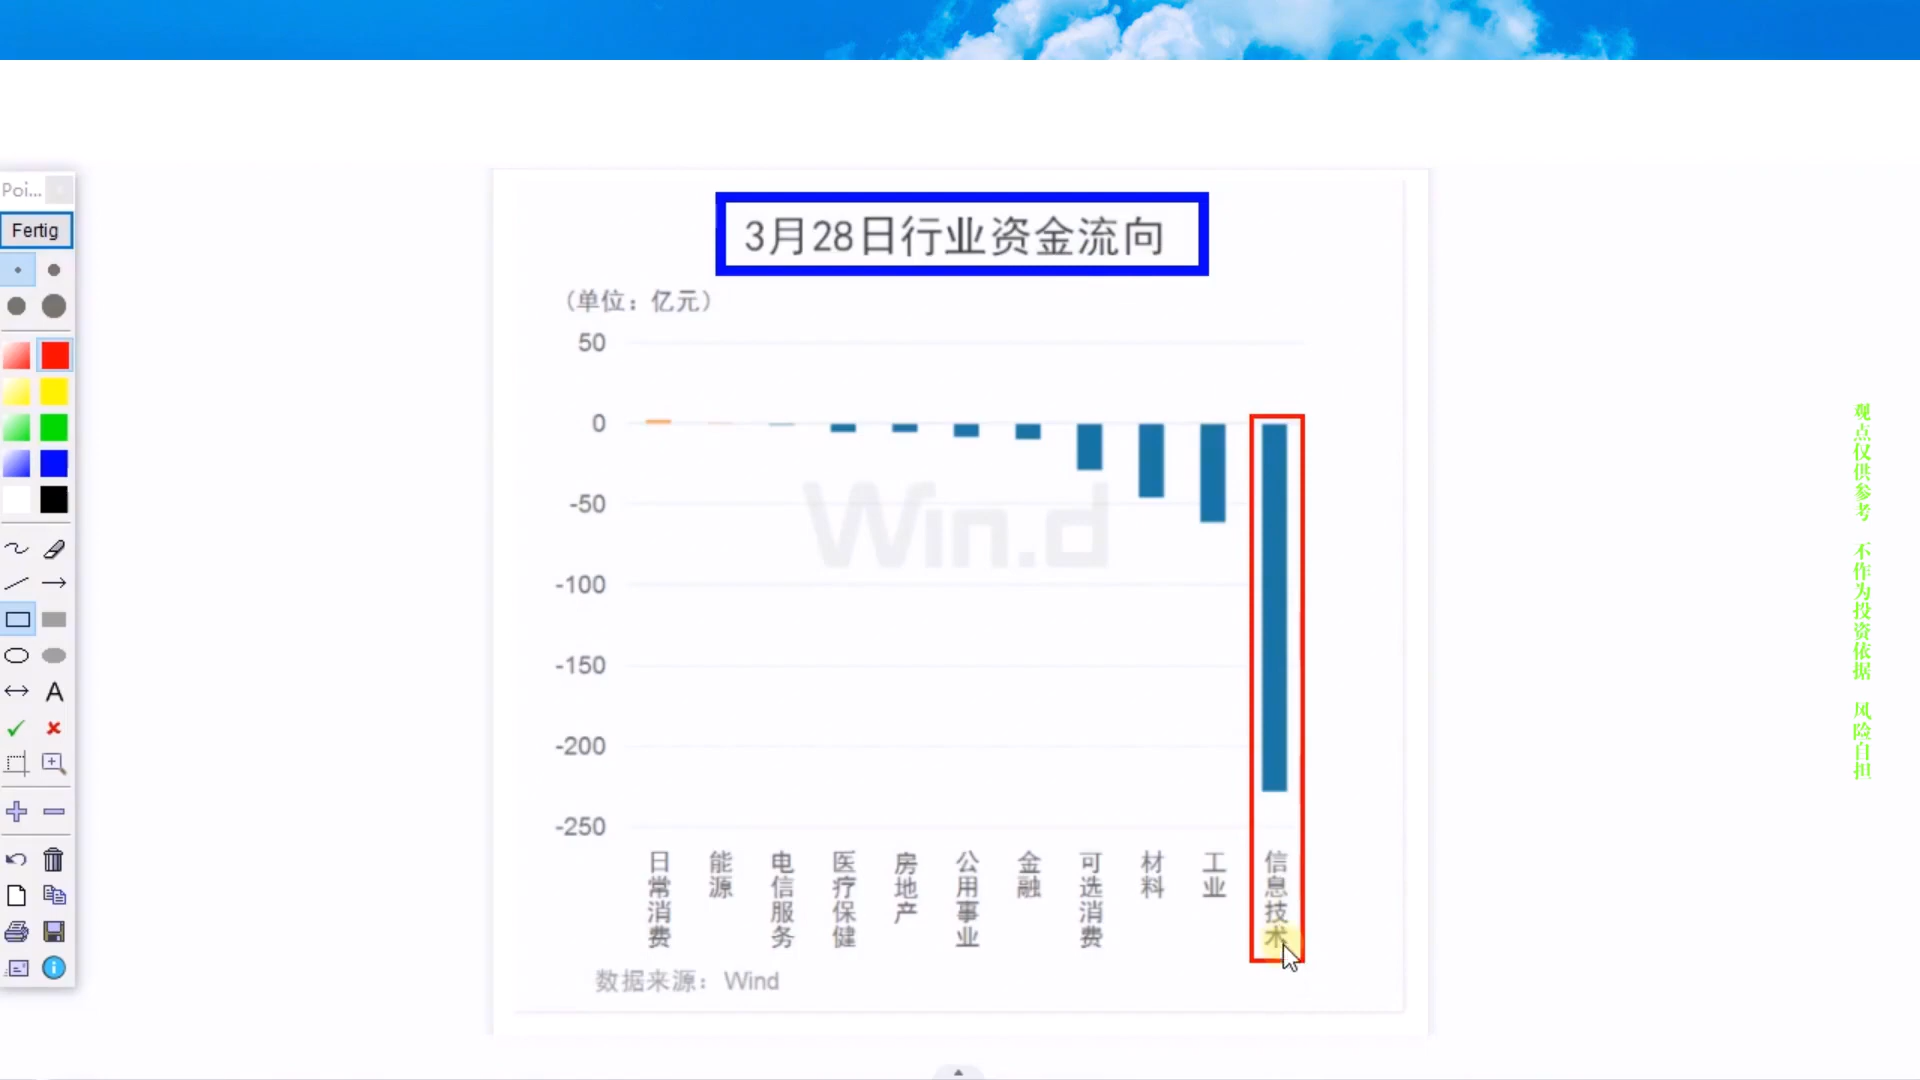 Poi...
Fertig
A
3月28日行业资金流向
（单位：亿元）
50
0
-50
-100
-150
-200
-250
Win.d
日常消费
能源
电信服务
医疗保健
房地产
公用事业
金融
可选消费
材料
工业
信息技术
数据来源：Wind
观点仅供参考 不作为投资依据 风险自担